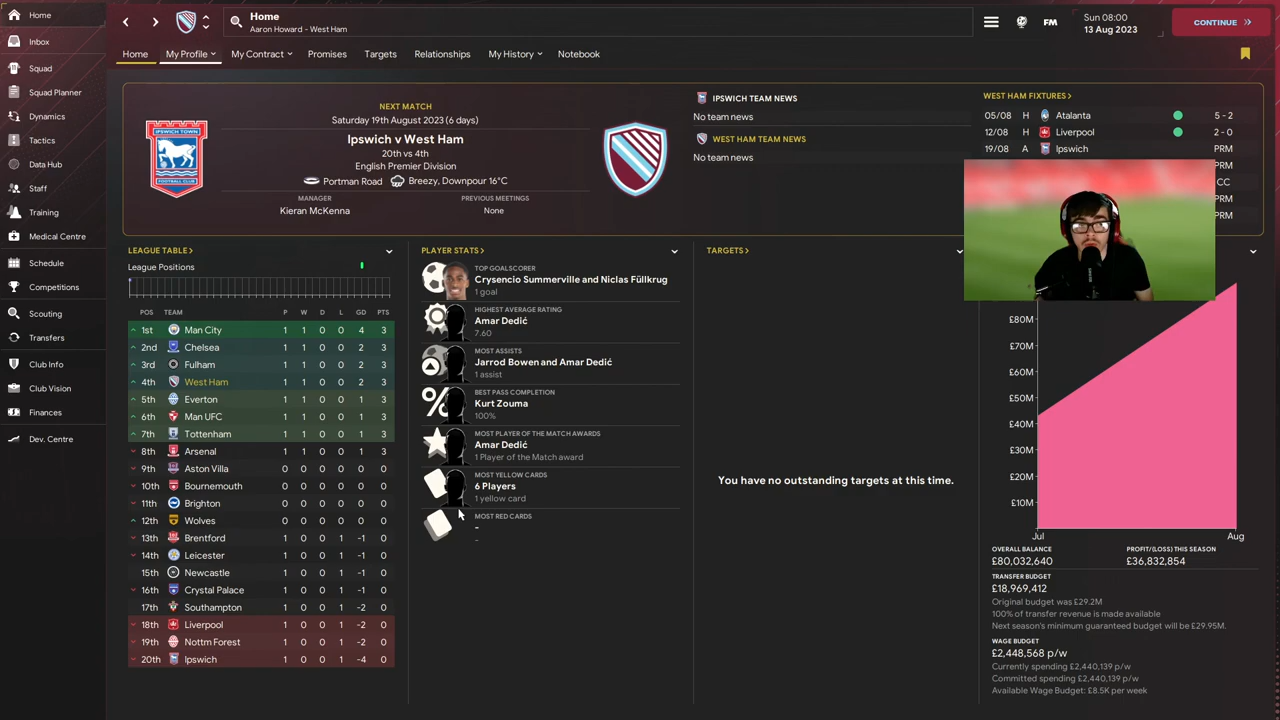 Home
Inbox
Squad
Squad Planner
Dynamics
Tactics
Data Hub
Staff
Training
Medical Centre
Schedule
Competitions
Scouting
Transfers
Club Info
Club Vision
Finances
Dev. Centre
Home
Aaron Howard - West Ham
FM
Sun 08:00
13 Aug 2023
CONTINUE
Home
My Profile
My Contract
Promises
Targets
Relationships
My History
Notebook
NEXT MATCH
Saturday 19th August 2023 (6 days)
Ipswich v West Ham
20th vs 4th
English Premier Division
Portman Road Breezy, Downpour 16°C
MANAGER
Kieran McKenna
PREVIOUS MEETINGS
None
IPSWICH TOWN
IPSWICH TEAM NEWS
No team news
WEST HAM TEAM NEWS
No team news
WEST HAM FIXTURES >
05/08 H Atalanta 5 - 2
12/08 H Liverpool 2 - 0
19/08 A Ipswich PRM
PRM
CC
PRM
PRM
LEAGUE TABLE >
League Positions
POS TEAM P W D L GD PTS
1st Man City 1 1 0 0 4 3
2nd Chelsea 1 1 0 0 2 3
3rd Fulham 1 1 0 0 2 3
4th West Ham 1 1 0 0 2 3
5th Everton 1 1 0 0 1 3
6th Man UFC 1 1 0 0 1 3
7th Tottenham 1 1 0 0 1 3
8th Arsenal 1 1 0 0 1 3
9th Aston Villa 0 0 0 0 0 0
10th Bournemouth 0 0 0 0 0 0
11th Brighton 0 0 0 0 0 0
12th Wolves 0 0 0 0 0 0
13th Brentford 1 0 0 1 -1 0
14th Leicester 1 0 0 1 -1 0
15th Newcastle 1 0 0 1 -1 0
16th Crystal Palace 1 0 0 1 -1 0
17th Southampton 1 0 0 1 -2 0
18th Liverpool 1 0 0 1 -2 0
19th Nottm Forest 1 0 0 1 -2 0
20th Ipswich 1 0 0 1 -4 0
PLAYER STATS >
TOP GOALSCORER
Crysencio Summerville and Niclas Füllkrug
1 goal
HIGHEST AVERAGE RATING
Amar Dedić
7.60
MOST ASSISTS
Jarrod Bowen and Amar Dedić
1 assist
BEST PASS COMPLETION
Kurt Zouma
100%
MOST PLAYER OF THE MATCH AWARDS
Amar Dedić
1 Player of the Match award
MOST YELLOW CARDS
6 Players
1 yellow card
MOST RED CARDS
-
-
TARGETS >
You have no outstanding targets at this time.
£80M
£70M
£60M
£50M
£40M
£30M
£20M
£10M
Jul Aug
OVERALL BALANCE
£80,032,640
PROFIT/(LOSS) THIS SEASON
£36,832,854
TRANSFER BUDGET
£18,969,412
Original budget was £29.2M
100% of transfer revenue is made available
Next season's minimum guaranteed budget will be £29.95M.
WAGE BUDGET
£2,448,568 p/w
Currently spending £2,440,139 p/w
Committed spending £2,440,139 p/w
Available Wage Budget: £8.5K per week